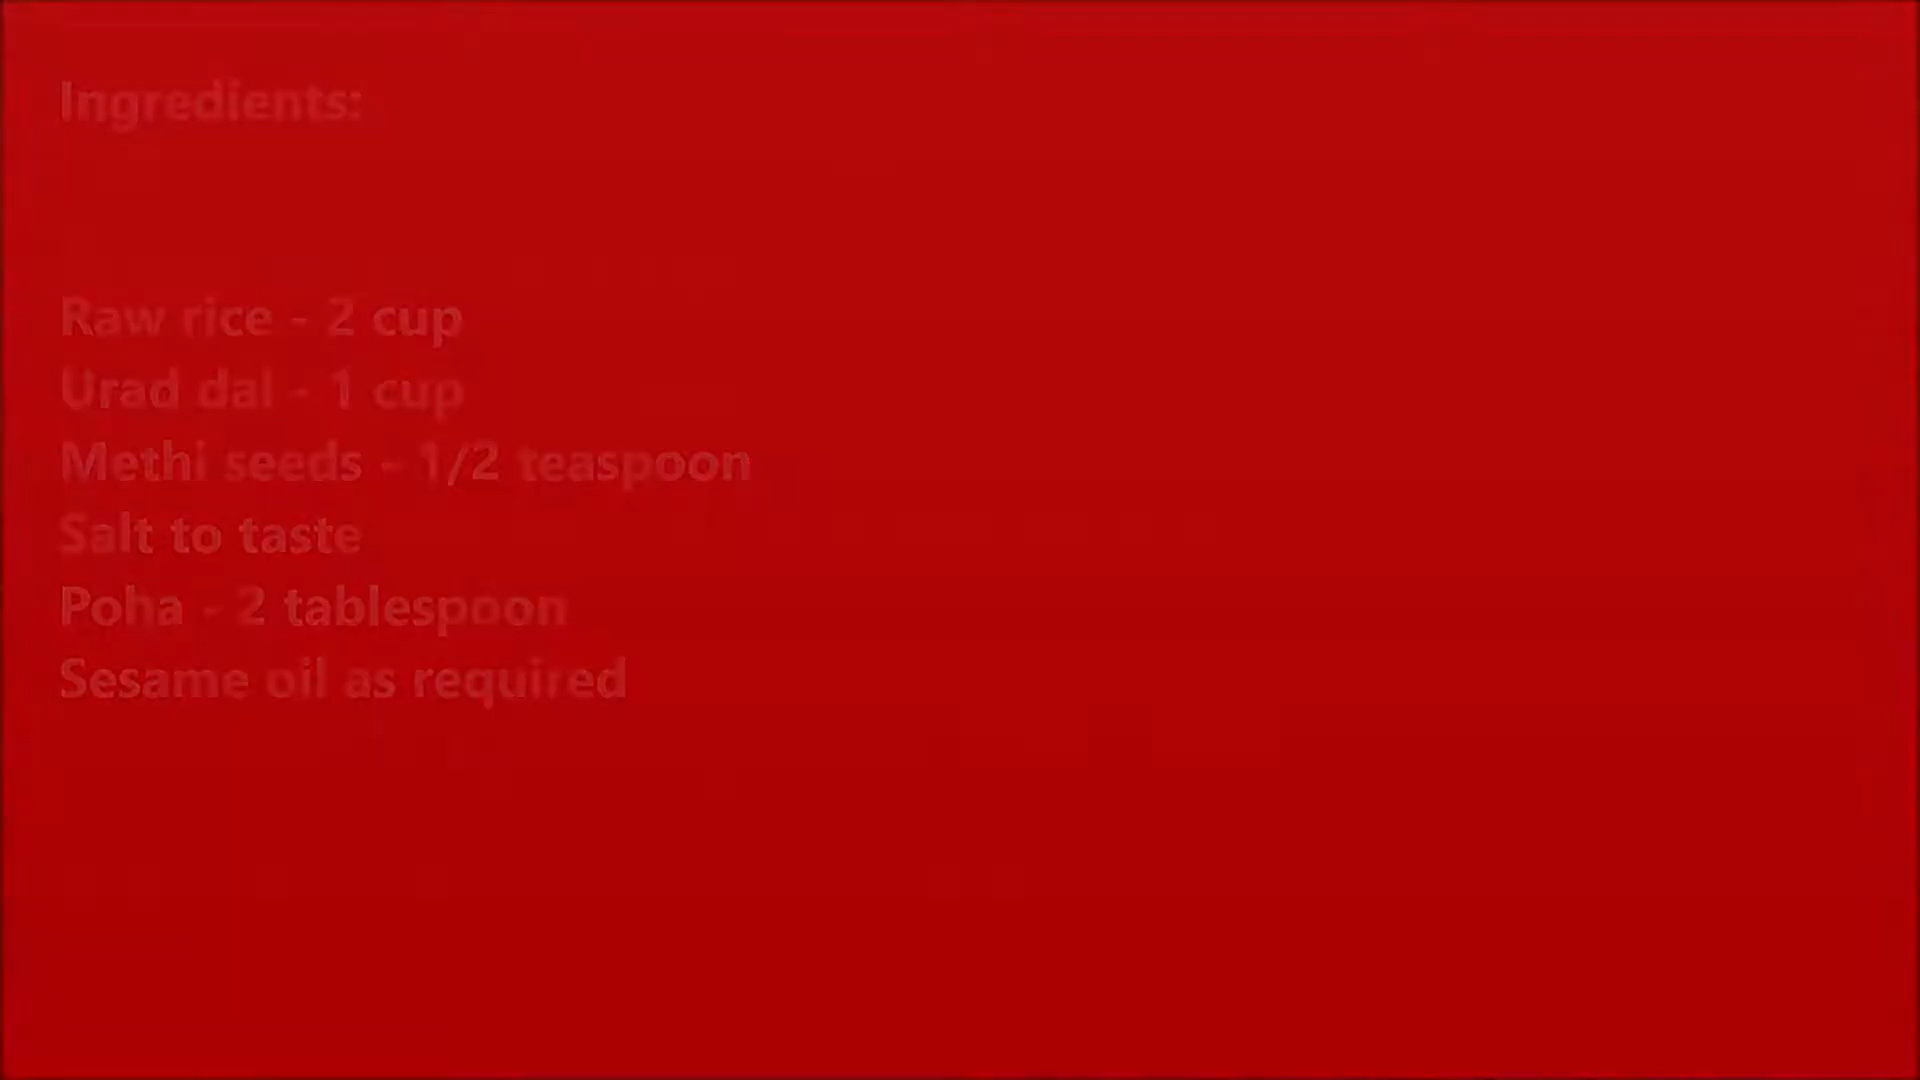 Ingredients:
Raw rice - 2 cup
Urad dal - 1 cup
Methi seeds - 1/2 teaspoon
Salt to taste
Poha - 2 tablespoon
Sesame oil as required